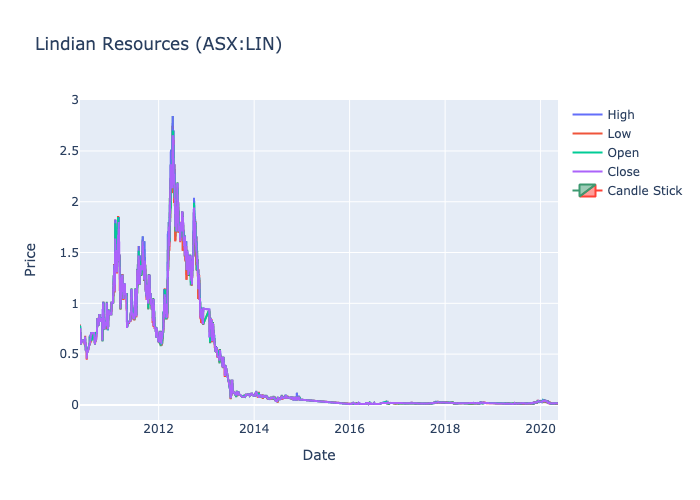 Lindian Resources (ASX:LIN)
3
2.5
2
1.5
1
0.5
0
Price
2012
2014
2016
2018
2020
Date
High
Low
Open
Close
Candle Stick